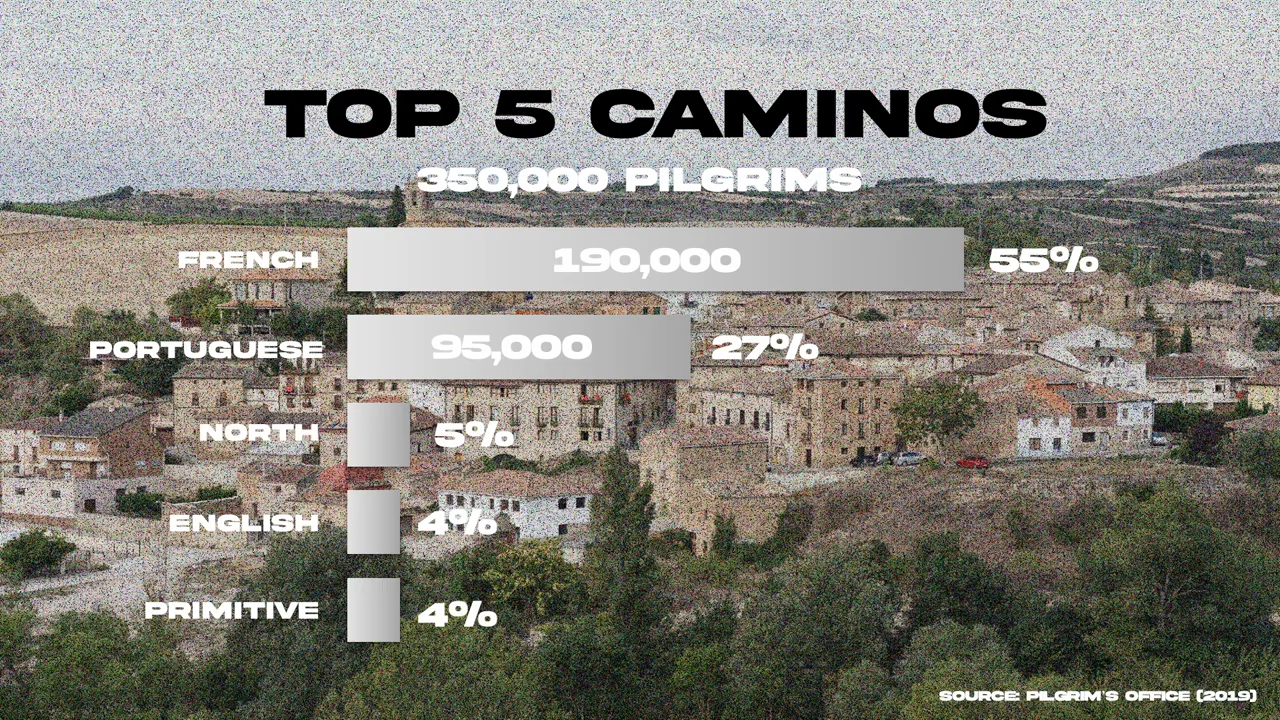 TOP 5 CAMINOS
350,000 PILGRIMS
FRENCH 190,000 55%
PORTUGUESE 95,000 27%
NORTH 5%
ENGLISH 4%
PRIMITIVE 4%
SOURCE: PILGRIM'S OFFICE (2019)